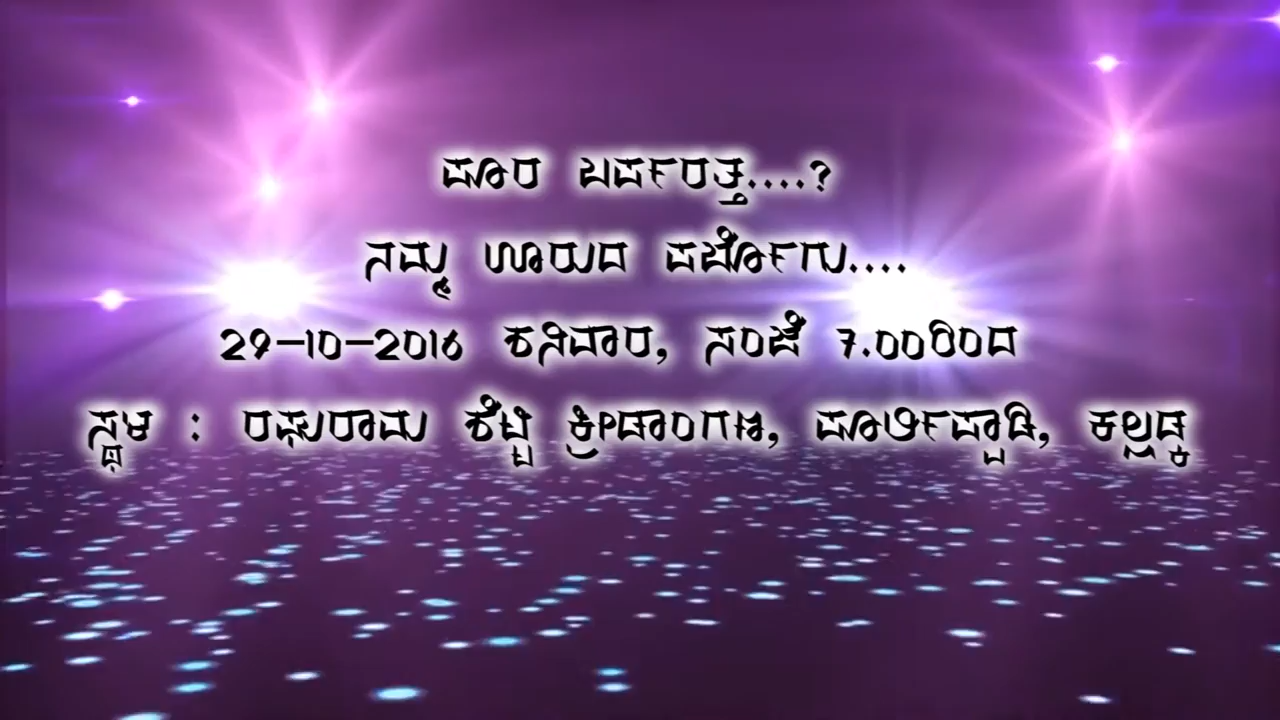 ಮಾರ ಬರ್ಪರತ್ತ....?
ನಮ್ಮ ಊರುದ ಪರ್ಬೋಗು....
29-10-2016 ಶನಿವಾರ, ಸಂಜೆ 7.00ರಿಂದ
ಸ್ಥಳ : ರಘುರಾಮ ಶೆಟ್ಟಿ ಕ್ರೀಡಾಂಗಣ, ಕಲ್ಲಡ್ಕ